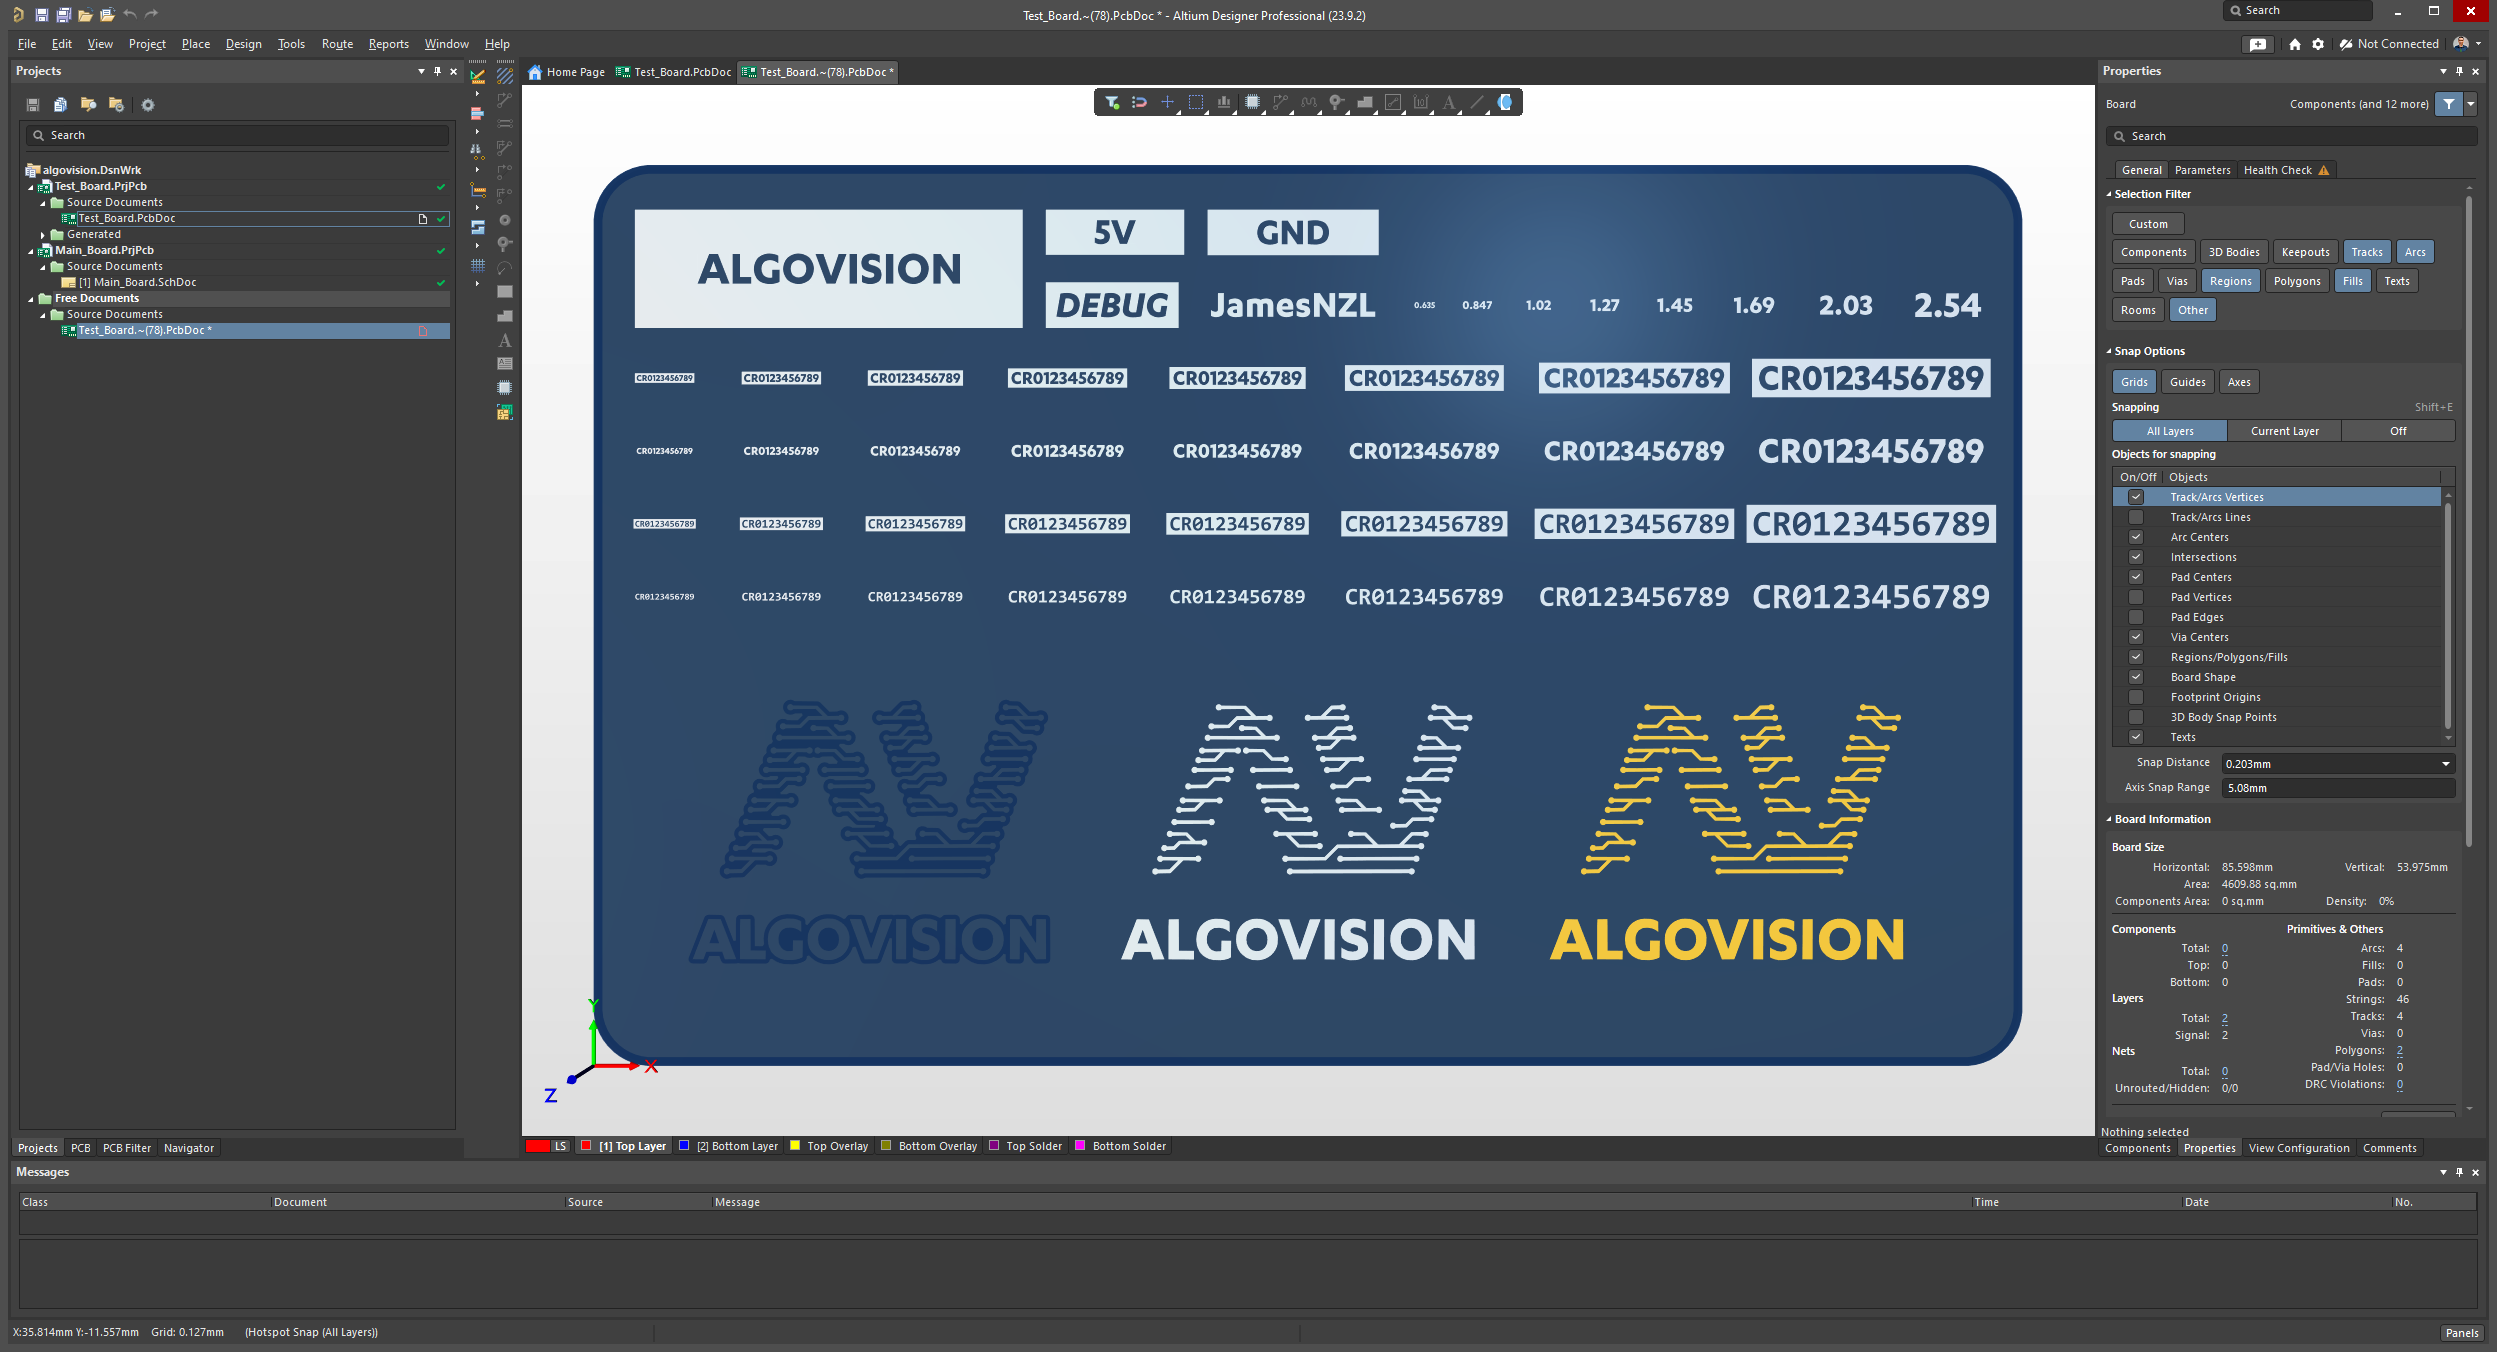 Test_Board.~(78).PcbDoc * - Altium Designer Professional (23.9.2)
Search
File Edit View Project Place Design Tools Route Reports Window Help
Not Connected
Projects
Search
algovision.DsnWrk
Test_Board.PrjPcb
Source Documents
Test_Board.PcbDoc
Generated
Main_Board.PrjPcb
Source Documents
[1] Main_Board.SchDoc
Free Documents
Source Documents
Test_Board.~(78).PcbDoc *
Projects PCB PCB Filter Navigator
Home Page Test_Board.PcbDoc Test_Board.~(78).PcbDoc *
ALGOVISION
5V GND
DEBUG JamesNZL 0.635 0.847 1.02 1.27 1.45 1.69 2.03 2.54
CR0123456789 CR0123456789 CR0123456789 CR0123456789 CR0123456789 CR0123456789 CR0123456789 CR0123456789
CR0123456789 CR0123456789 CR0123456789 CR0123456789 CR0123456789 CR0123456789 CR0123456789 CR0123456789
CR0123456789 CR0123456789 CR0123456789 CR0123456789 CR0123456789 CR0123456789 CR0123456789 CR0123456789
CR0123456789 CR0123456789 CR0123456789 CR0123456789 CR0123456789 CR0123456789 CR0123456789 CR0123456789
ALGOVISION ALGOVISION ALGOVISION
Y
X
Z
LS [1] Top Layer [2] Bottom Layer Top Overlay Bottom Overlay Top Solder Bottom Solder
Properties
Board Components (and 12 more)
Search
General Parameters Health Check
Selection Filter
Custom
Components 3D Bodies Keepouts Tracks Arcs
Pads Vias Regions Polygons Fills Texts
Rooms Other
Snap Options
Grids Guides Axes
Snapping Shift+E
All Layers Current Layer Off
Objects for snapping
On/Off Objects
Track/Arcs Vertices
Track/Arcs Lines
Arc Centers
Intersections
Pad Centers
Pad Vertices
Pad Edges
Via Centers
Regions/Polygons/Fills
Board Shape
Footprint Origins
3D Body Snap Points
Texts
Snap Distance 0.203mm
Axis Snap Range 5.08mm
Board Information
Board Size
Horizontal: 85.598mm Vertical: 53.975mm
Area: 4609.88 sq.mm
Components Area: 0 sq.mm Density: 0%
Components Primitives & Others
Total: 0 Arcs: 4
Top: 0 Fills: 0
Bottom: 0 Pads: 0
Layers Strings: 46
Total: 2 Tracks: 4
Signal: 2 Vias: 0
Nets Polygons: 2
Total: 0 Pad/Via Holes: 0
Unrouted/Hidden: 0/0 DRC Violations: 0
Nothing selected
Components Properties View Configuration Comments
Messages
Class Document Source Message Time Date No.
X:35.814mm Y:-11.557mm Grid: 0.127mm (Hotspot Snap (All Layers))
Panels